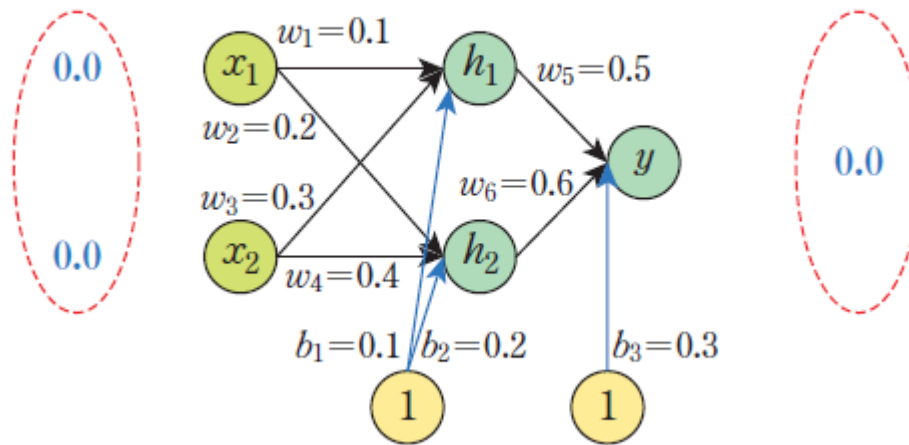 0.0
x₁
w₁=0.1
h₁
w₅=0.5
w₂=0.2
y
0.0
w₃=0.3
w₆=0.6
0.0
x₂
w₄=0.4
h₂
b₁=0.1
b₂=0.2
b₃=0.3
1
1